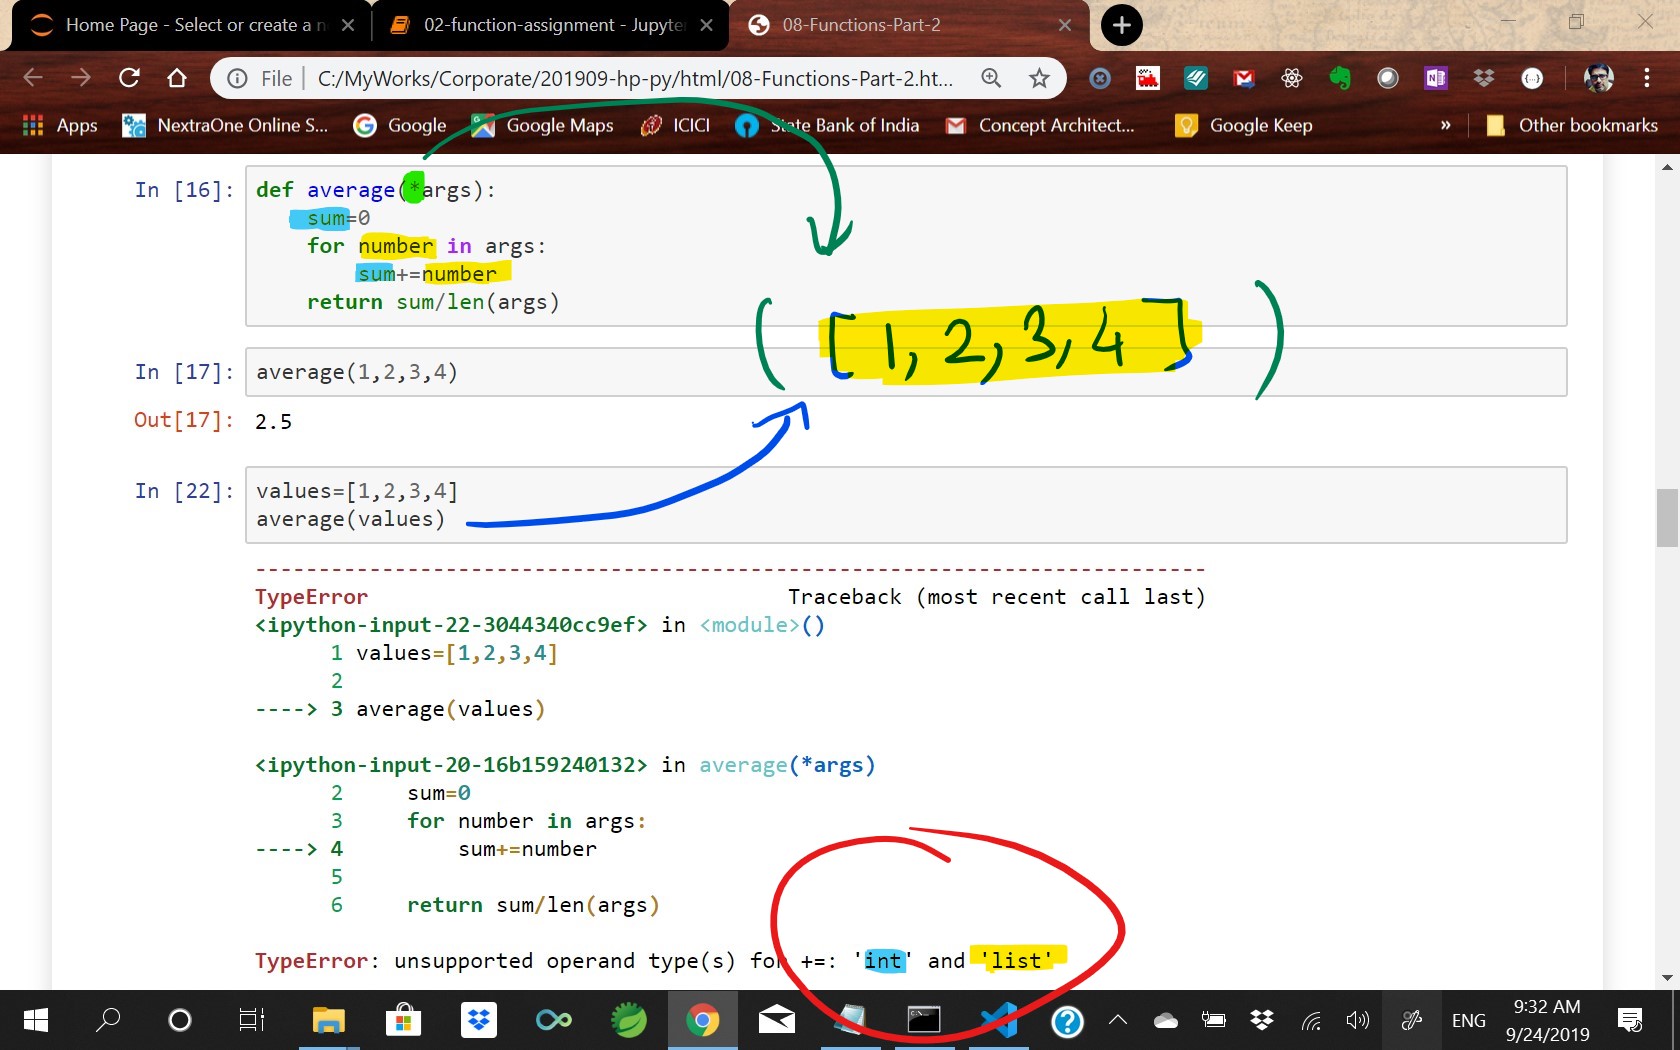 Home Page - Select or create a n
02-function-assignment - Jupyter
08-Functions-Part-2
File
C:/MyWorks/Corporate/201909-hp-py/html/08-Functions-Part-2.ht...
Apps
NextraOne Online S...
Google
Google Maps
ICICI
State Bank of India
Concept Architect...
Google Keep
»
Other bookmarks
In [16]:
def average(*args):
sum=0
for number in args:
sum+=number
return sum/len(args)
( [ 1, 2, 3, 4 ] )
In [17]:
average(1,2,3,4)
Out[17]:
2.5
In [22]:
values=[1,2,3,4]
average(values)
---------------------------------------------------------------------------
TypeError Traceback (most recent call last)
<ipython-input-22-3044340cc9ef> in <module>()
1 values=[1,2,3,4]
2
----> 3 average(values)
<ipython-input-20-16b159240132> in average(*args)
2 sum=0
3 for number in args:
----> 4 sum+=number
5
6 return sum/len(args)
TypeError: unsupported operand type(s) for +=: 'int' and 'list'
ENG
9:32 AM
9/24/2019